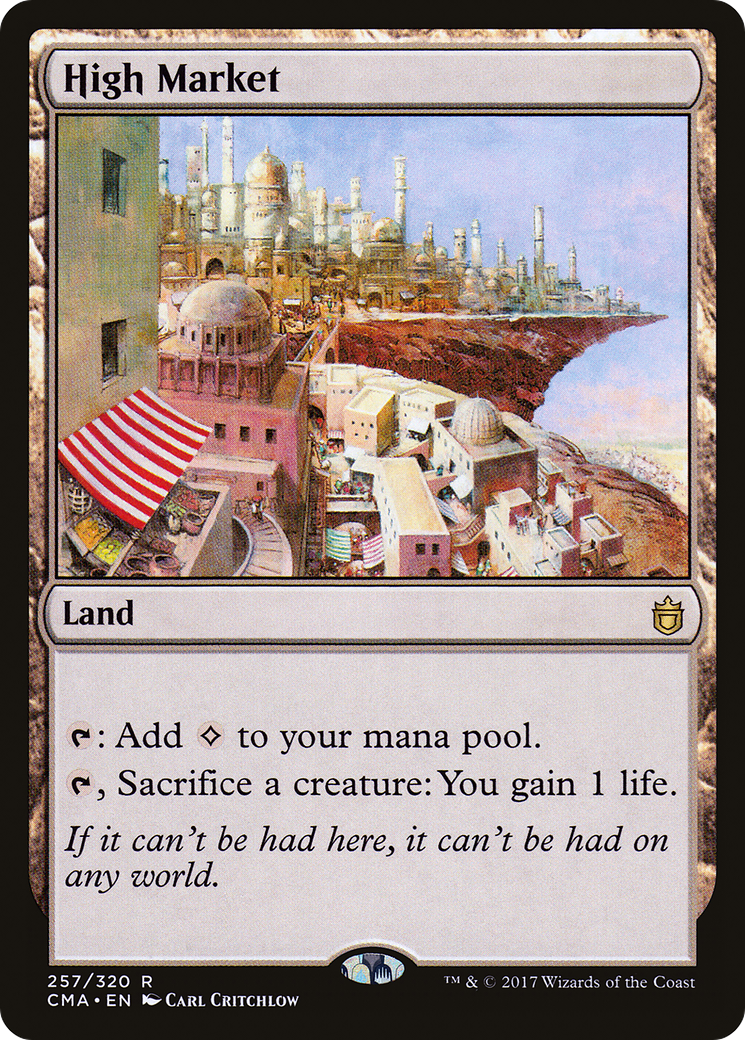 High Market
Land
: Add to your mana pool.
, Sacrifice a creature: You gain 1 life.
If it can't be had here, it can't be had on
any world.
257/320 R
CMA • EN Carl Critchlow
™ & © 2017 Wizards of the Coast